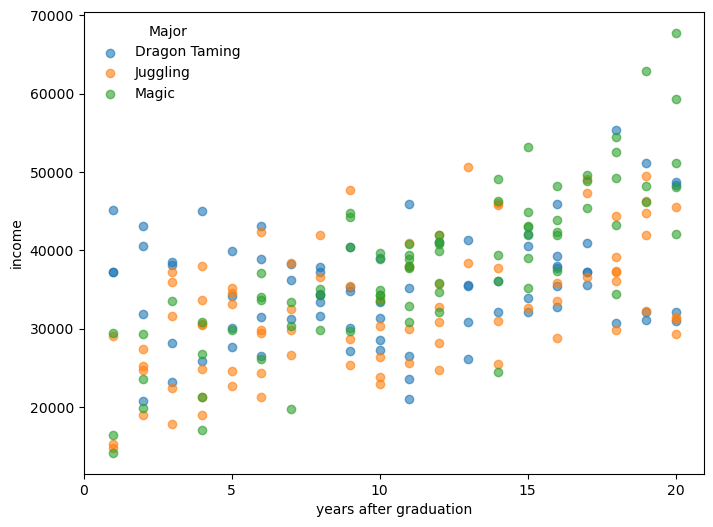 70000
60000
50000
40000
30000
20000
income
Major
Dragon Taming
Juggling
Magic
0
5
10
15
20
years after graduation